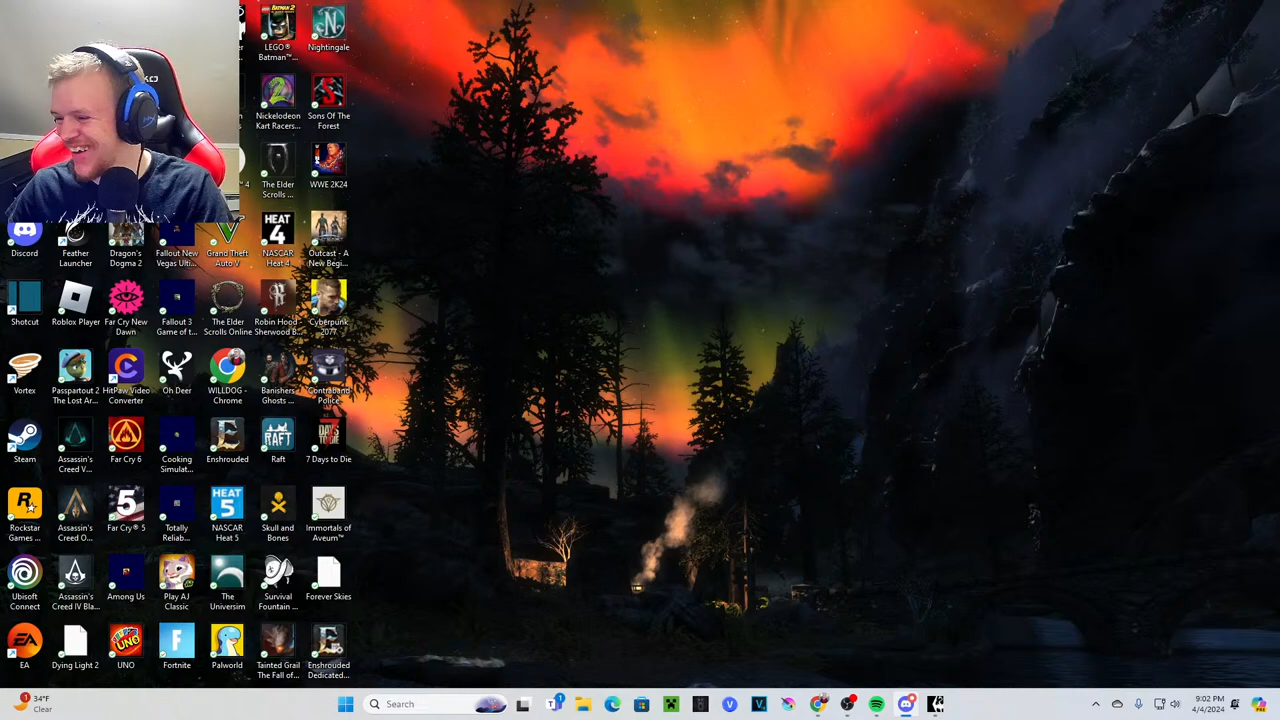 LEGO®
Batman™...
Nightingale
Nickelodeon
Kart Racers...
Sons Of The
Forest
The Elder
Scrolls ...
WWE 2K24
Discord
Feather
Launcher
Dragon's
Dogma 2
Fallout New
Vegas Ulti...
Grand Theft
Auto V
HEAT
4
NASCAR
Heat 4
Outcast - A
New Begi...
Shotcut
Roblox Player
Far Cry New
Dawn
Fallout 3
Game of t...
The Elder
Scrolls Online
Robin Hood -
Sherwood B...
Cyberpunk
2077
Vortex
Passpartout 2
The Lost Ar...
HitPaw Video
Converter
Oh Deer
WILLDOG -
Chrome
Banishers
Ghosts ...
Contraband
Police
Steam
Assassin's
Creed V...
Far Cry 6
Cooking
Simulat...
Enshrouded
RAFT
Raft
7 Days to Die
Rockstar
Games ...
Assassin's
Creed O...
5
Far Cry® 5
Totally
Reliab...
HEAT
5
NASCAR
Heat 5
Skull and
Bones
Immortals of
Aveum™
Ubisoft
Connect
Assassin's
Creed IV Bla...
Among Us
Play AJ
Classic
The
Universim
Survival
Fountain ...
Forever Skies
EA
EA
Dying Light 2
UNO
UNO
Fortnite
Palworld
Tainted Grail
The Fall of...
Enshrouded
Dedicated...
1
34°F
Clear
Search
1
9:02 PM
4/4/2024